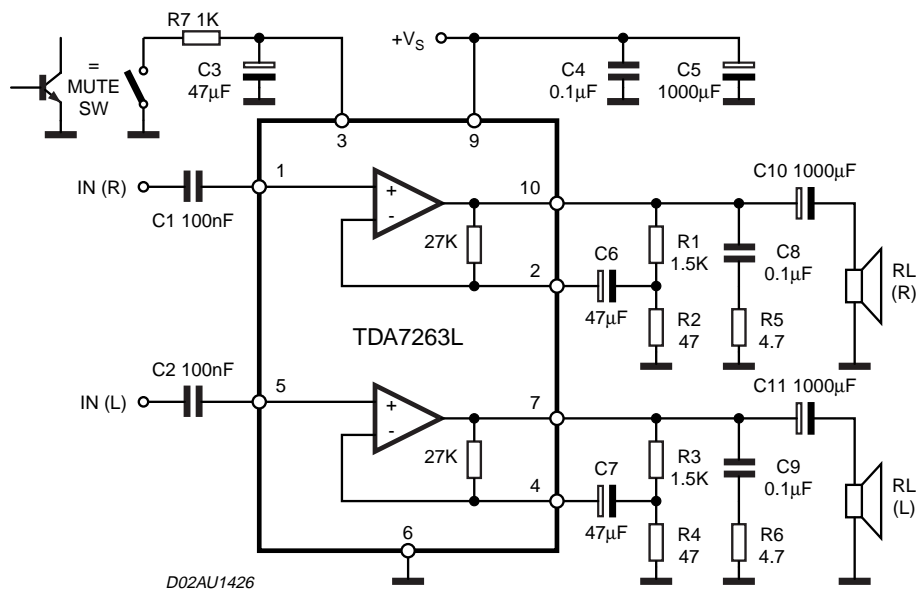 R7 1K
+VS
=
MUTE
SW
C3
47μF
C4
0.1μF
C5
1000μF
3
9
IN (R)
C1 100nF
1
+
-
27K
10
2
C6
47μF
R1
1.5K
R2
47
C8
0.1μF
R5
4.7
C10 1000μF
RL
(R)
TDA7263L
IN (L)
C2 100nF
5
+
-
27K
7
4
C7
47μF
R3
1.5K
R4
47
C9
0.1μF
R6
4.7
C11 1000μF
RL
(L)
6
D02AU1426